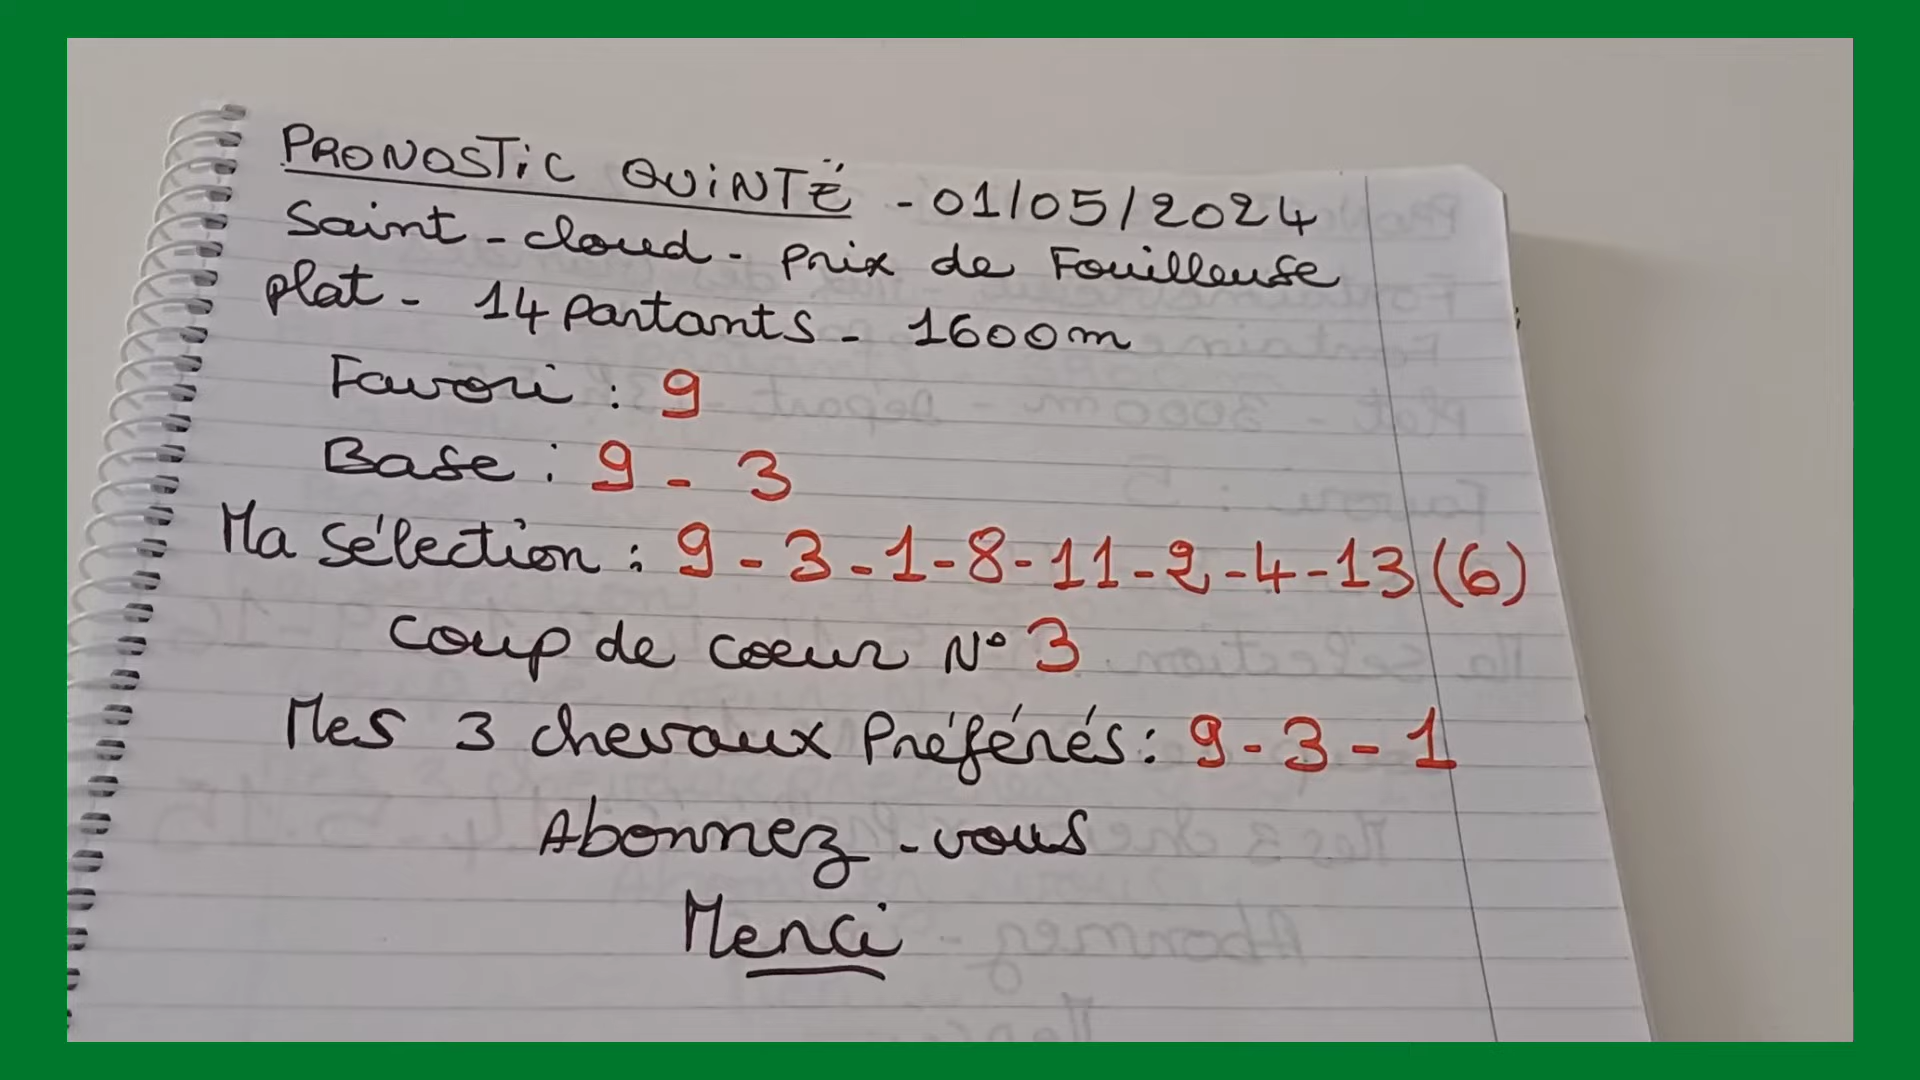 PRONOSTIC QUINTÉ - 01/05/2024
Saint-cloud - prix de Fouilleuse
plat - 14 partants - 1600m
Favori : 9
Base : 9 - 3
Ma sélection : 9 - 3 - 1 - 8 - 11 - 2 - 4 - 13 (6)
coup de coeur N° 3
Mes 3 chevaux préférés : 9 - 3 - 1
Abonnez-vous
Merci